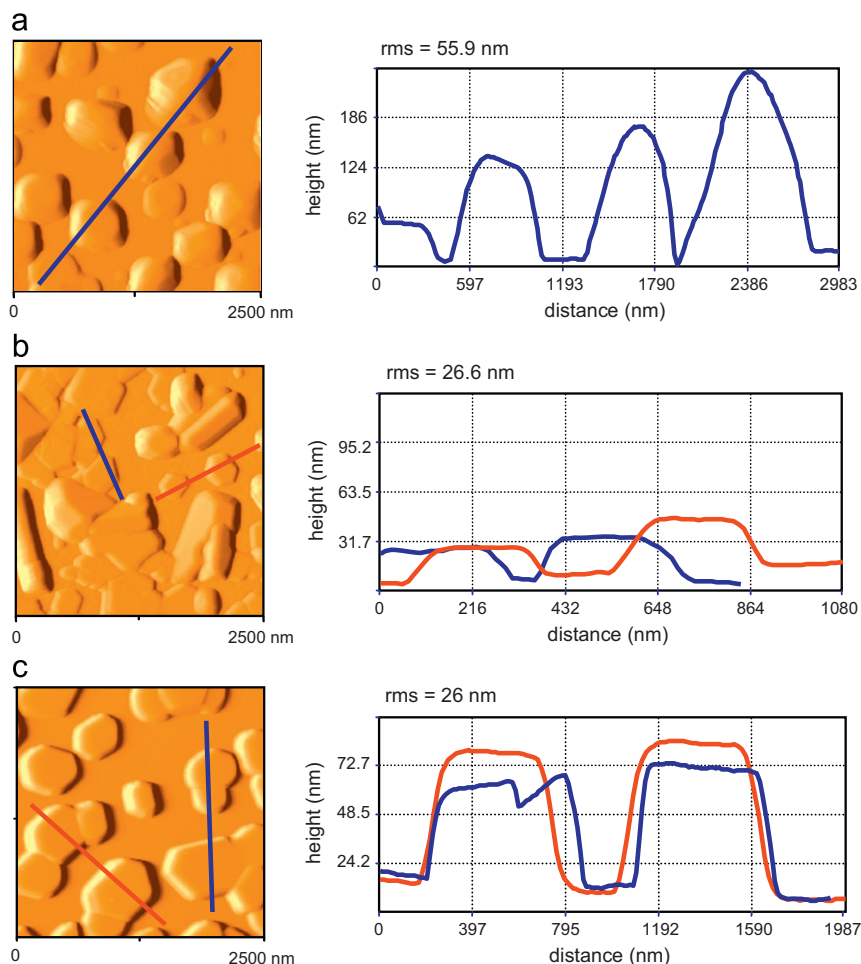 a
rms = 55.9 nm
186
124
62
height (nm)
0 597 1193 1790 2386 2983
distance (nm)
0 2500 nm
b
rms = 26.6 nm
95.2
63.5
31.7
height (nm)
0 216 432 648 864 1080
distance (nm)
0 2500 nm
c
rms = 26 nm
72.7
48.5
24.2
height (nm)
0 397 795 1192 1590 1987
distance (nm)
0 2500 nm